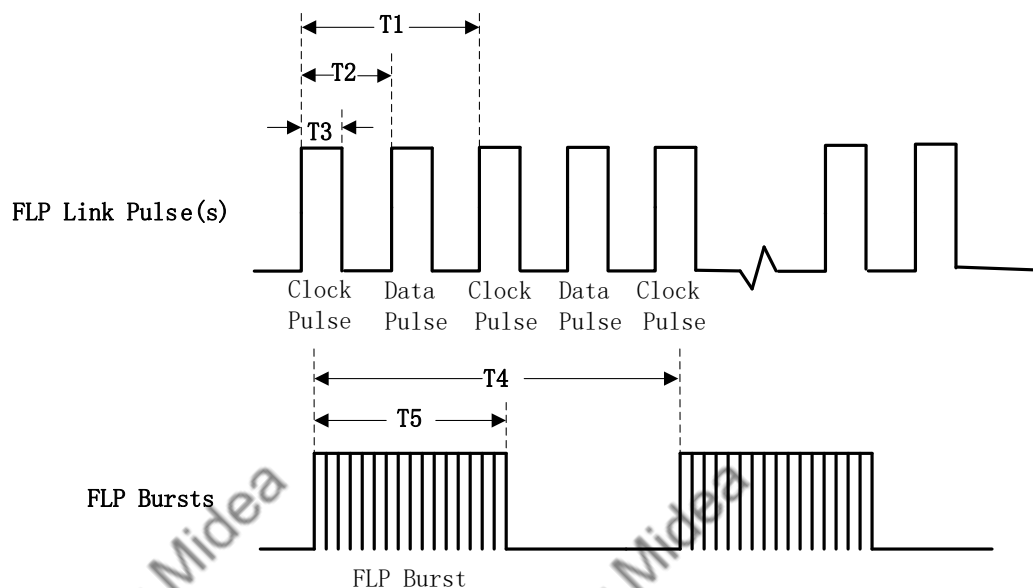 T1
T2
T3
FLP Link Pulse(s)
Clock Data Clock Data Clock
Pulse Pulse Pulse Pulse Pulse
T4
T5
FLP Bursts
Midea
Midea
FLP Burst